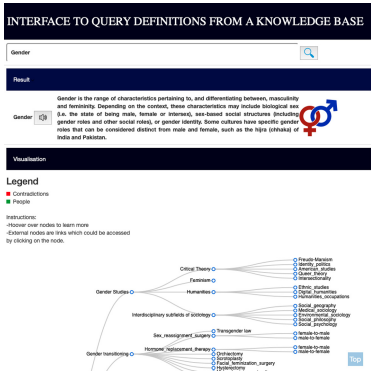 INTERFACE TO QUERY DEFINITIONS FROM A KNOWLEDGE BASE
Gender
Result
Gender
Gender is the range of characteristics pertaining to, and differentiating between, masculinity
and femininity. Depending on the context, these characteristics may include biological sex
(i.e. the state of being male, female or intersex), sex-based social structures (including
gender roles and other social roles), or gender identity. Some cultures have specific gender
roles that can be considered distinct from male and female, such as the hijra (chhaka) of
India and Pakistan.
Visualisation
Legend
Contradictions
People
Instructions:
-Hoover over nodes to learn more
-External nodes are links which could be accessed
by clicking on the node.
Gender Studies
Critical Theory
Freudo-Marxism
Identity_politics
American_studies
Queer_theory
Intersectionality
Feminism
Humanities
Ethnic_studies
Digital_humanities
Humanities_occupations
Interdisciplinary subfields of sociology
Social_geography
Medical_sociology
Environmental_sociology
Social_philosophy
Social_psychology
Gender transitioning
Sex_reassignment_surgery
Transgender law
female-to-male
male-to-female
Hormone_replacement_therapy
female-to-male
male-to-female
Orchiectomy
Scrotoplasty
Facial_feminization_surgery
Hysterectomy
Top